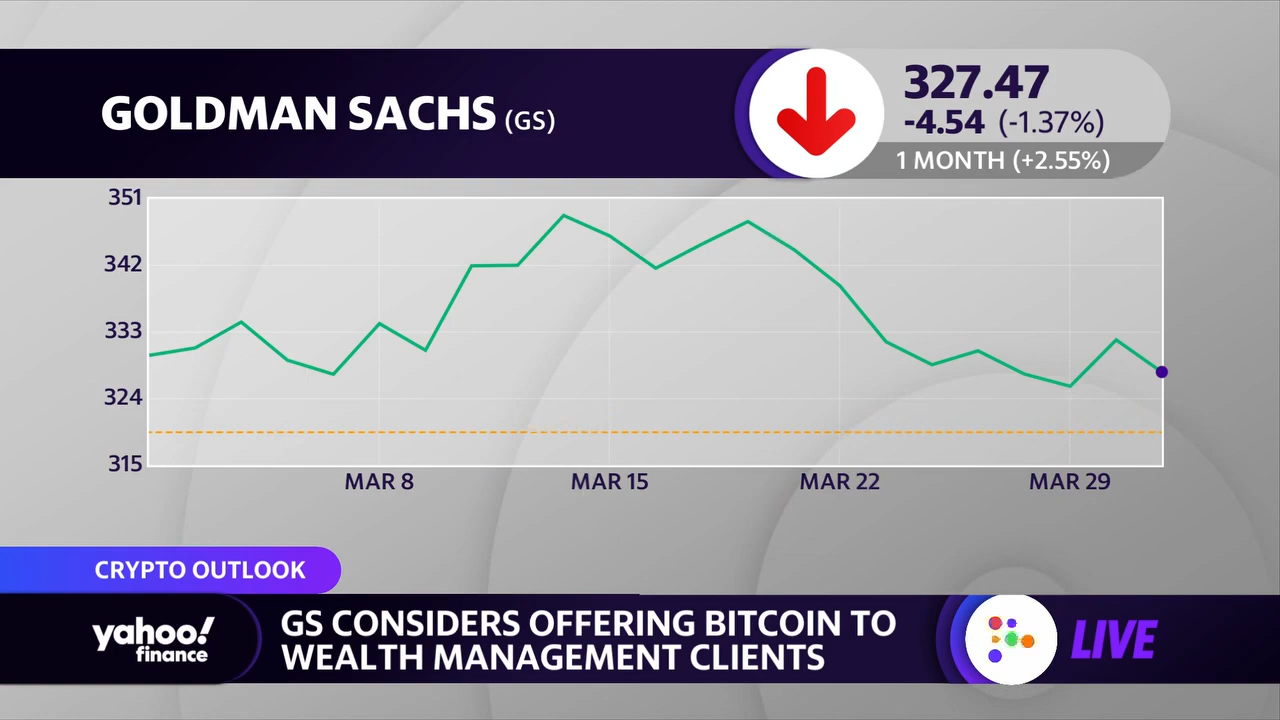 GOLDMAN SACHS (GS)
327.47
-4.54 (-1.37%)
1 MONTH (+2.55%)
351
342
333
324
315
MAR 8
MAR 15
MAR 22
MAR 29
CRYPTO OUTLOOK
yahoo!
finance
GS CONSIDERS OFFERING BITCOIN TO
WEALTH MANAGEMENT CLIENTS
LIVE